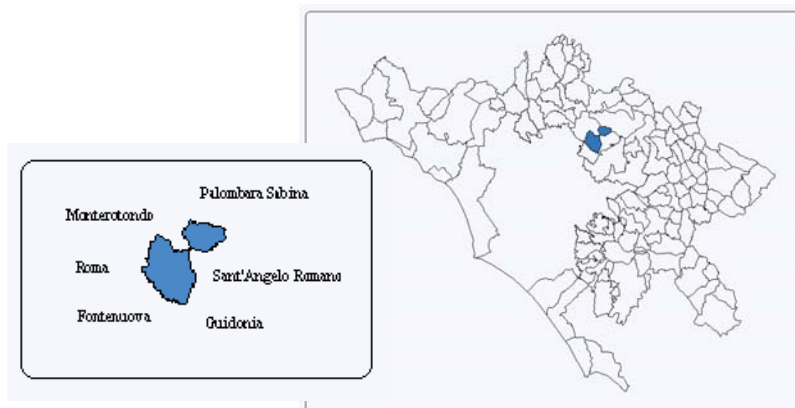 Palombara Sabina
Monterotondo
Roma
Sant'Angelo Romano
Fontenuova
Guidonia